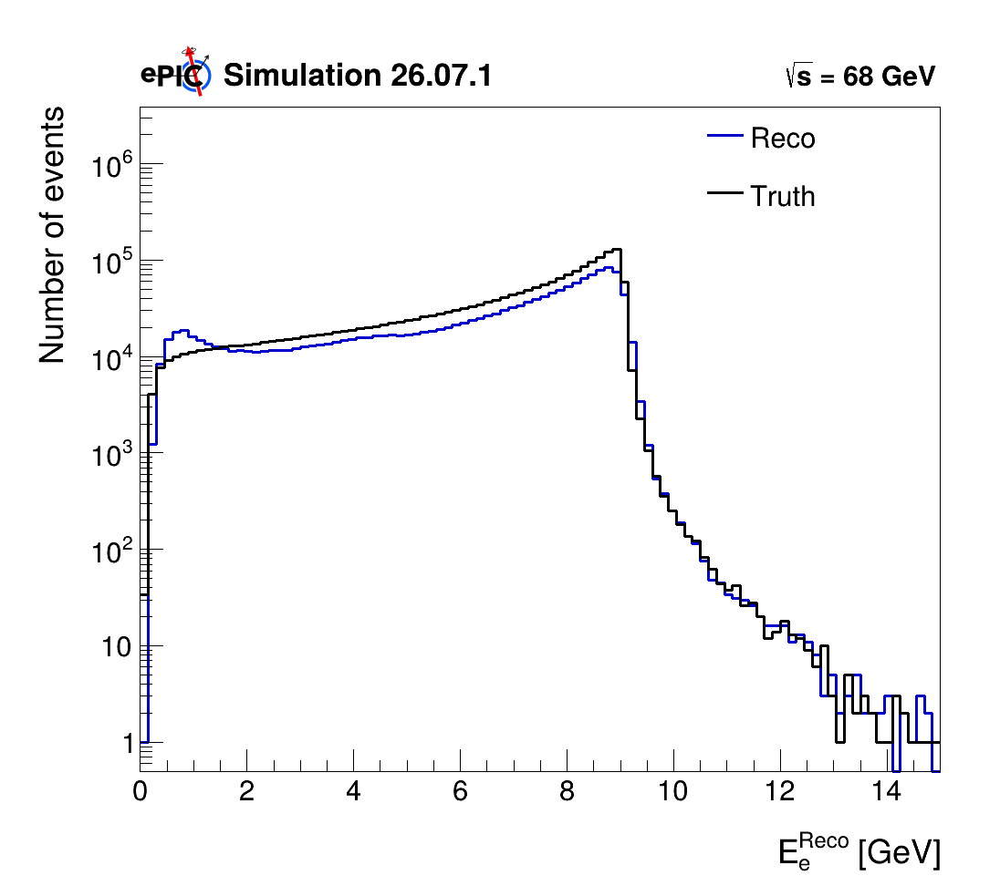 ePIC Simulation 26.07.1
√s = 68 GeV
Number of events
Reco
Truth
10⁶
10⁵
10⁴
10³
10²
10
1
0 2 4 6 8 10 12 14
E_e^Reco [GeV]